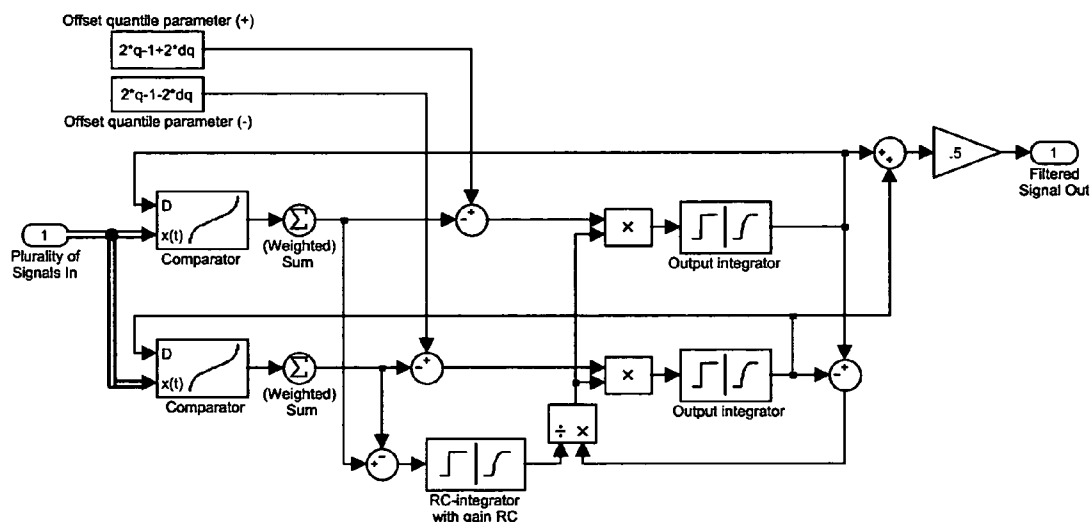 Offset quantile parameter (+)
2*q-1+2*dq
2*q-1-2*dq
Offset quantile parameter (-)
.5
1
Filtered
Signal Out
1
Plurality of
Signals In
D
x(t)
Comparator
Σ
(Weighted)
Sum
- +
×
Output integrator
+ +
D
x(t)
Comparator
Σ
(Weighted)
Sum
- +
×
Output integrator
- +
÷ ×
+ -
RC-integrator
with gain RC